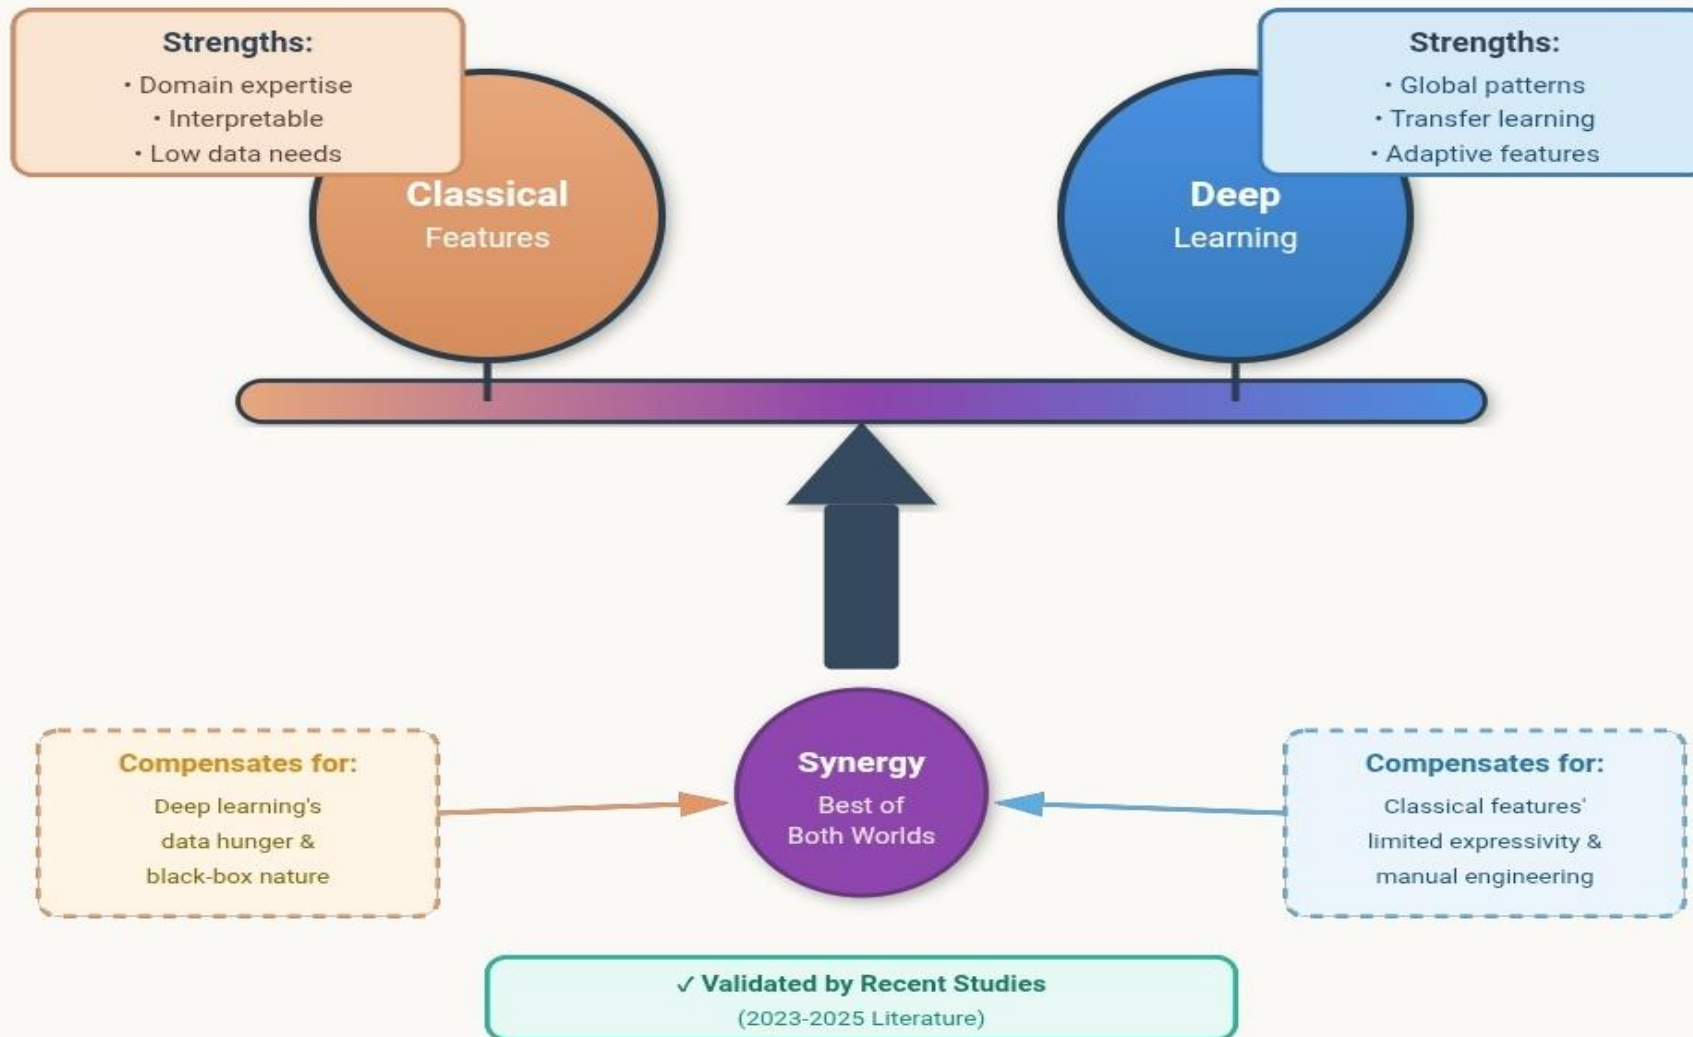 Strengths:
• Domain expertise
• Interpretable
• Low data needs
Classical
Features
Strengths:
• Global patterns
• Transfer learning
• Adaptive features
Deep
Learning
Compensates for:
Deep learning's
data hunger &
black-box nature
Synergy
Best of
Both Worlds
Compensates for:
Classical features'
limited expressivity &
manual engineering
✓ Validated by Recent Studies
(2023-2025 Literature)